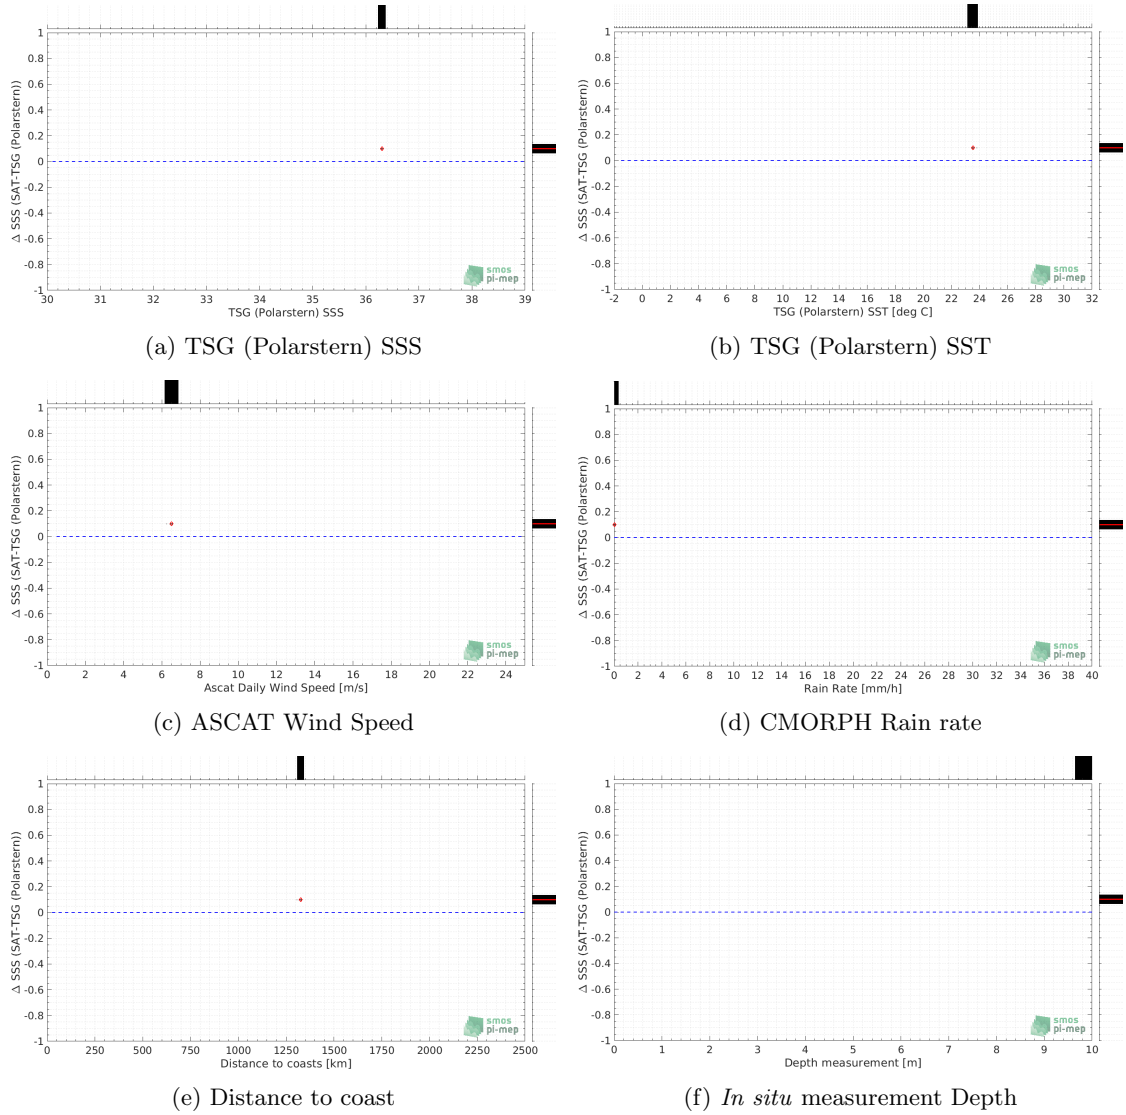 1
0.8
0.6
0.4
0.2
0
-0.2
-0.4
-0.6
-0.8
-1
Δ SSS (SAT-TSG (Polarstern))
30 31 32 33 34 35 36 37 38 39
TSG (Polarstern) SSS
smos
pi-mep
(a) TSG (Polarstern) SSS
1
0.8
0.6
0.4
0.2
0
-0.2
-0.4
-0.6
-0.8
-1
Δ SSS (SAT-TSG (Polarstern))
-2 0 2 4 6 8 10 12 14 16 18 20 22 24 26 28 30 32
TSG (Polarstern) SST [deg C]
smos
pi-mep
(b) TSG (Polarstern) SST
1
0.8
0.6
0.4
0.2
0
-0.2
-0.4
-0.6
-0.8
-1
Δ SSS (SAT-TSG (Polarstern))
0 2 4 6 8 10 12 14 16 18 20 22 24
Ascat Daily Wind Speed [m/s]
smos
pi-mep
(c) ASCAT Wind Speed
1
0.8
0.6
0.4
0.2
0
-0.2
-0.4
-0.6
-0.8
-1
Δ SSS (SAT-TSG (Polarstern))
0 2 4 6 8 10 12 14 16 18 20 22 24 26 28 30 32 34 36 38 40
Rain Rate [mm/h]
smos
pi-mep
(d) CMORPH Rain rate
1
0.8
0.6
0.4
0.2
0
-0.2
-0.4
-0.6
-0.8
-1
Δ SSS (SAT-TSG (Polarstern))
0 250 500 750 1000 1250 1500 1750 2000 2250 2500
Distance to coasts [km]
smos
pi-mep
(e) Distance to coast
1
0.8
0.6
0.4
0.2
0
-0.2
-0.4
-0.6
-0.8
-1
Δ SSS (SAT-TSG (Polarstern))
0 1 2 3 4 5 6 7 8 9 10
Depth measurement [m]
smos
pi-mep
(f) In situ measurement Depth